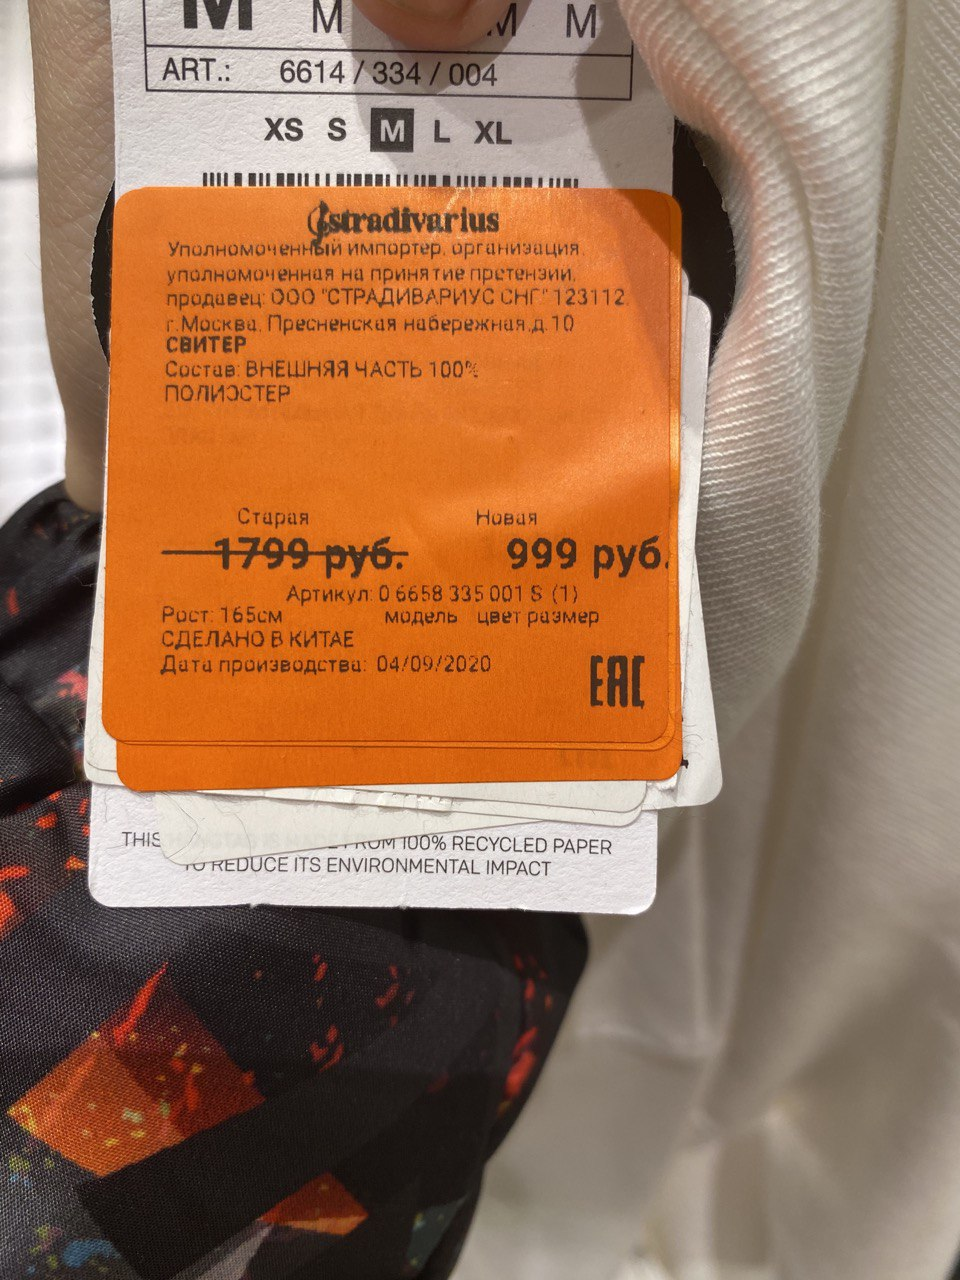 M M M M
ART.: 6614 / 334 / 004
XS S M L XL
stradivarius
Уполномоченный импортер, организация,
уполномоченная на принятие претензий,
продавец: ООО "СТРАДИВАРИУС СНГ" 123112,
г.Москва, Пресненская набережная,д.10
СВИТЕР
Состав: ВНЕШНЯЯ ЧАСТЬ 100%
ПОЛИЭСТЕР
Старая Новая
1799 руб. 999 руб.
Артикул: 0 6658 335 001 S (1)
Рост: 165см модель цвет размер
СДЕЛАНО В КИТАЕ
Дата производства: 04/09/2020
EAC
THIS FROM 100% RECYCLED PAPER
TO REDUCE ITS ENVIRONMENTAL IMPACT